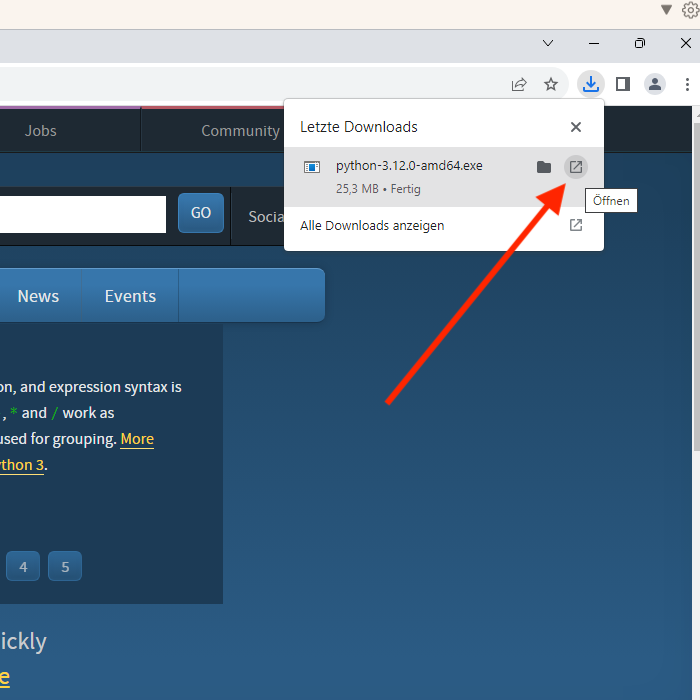 Jobs
Community
Letzte Downloads
python-3.12.0-amd64.exe
25,3 MB • Fertig
Öffnen
GO
Socia
Alle Downloads anzeigen
News
Events
on, and expression syntax is
, * and / work as
used for grouping. More
ython 3.
4
5
ickly
e